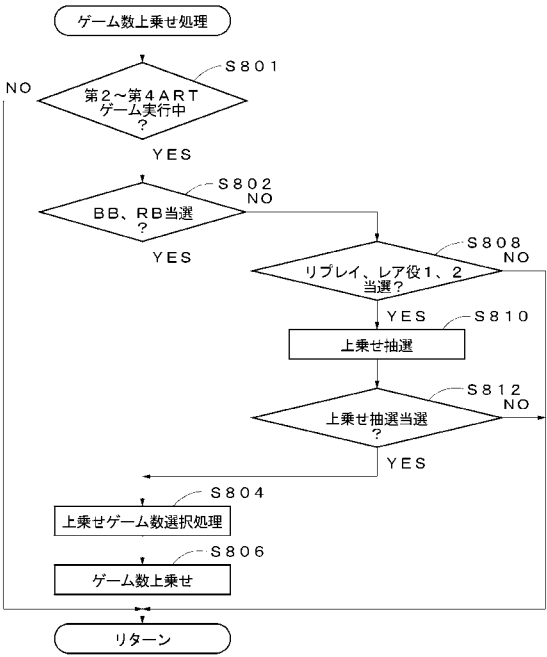 ゲーム数上乗せ処理
S801
NO
第2～第4ART
ゲーム実行中
?
YES
S802
NO
BB、RB当選
?
YES
S808
NO
リプレイ、レア役1、2
当選?
YES
S810
上乗せ抽選
S812
NO
上乗せ抽選当選
?
YES
S804
上乗せゲーム数選択処理
S806
ゲーム数上乗せ
リターン